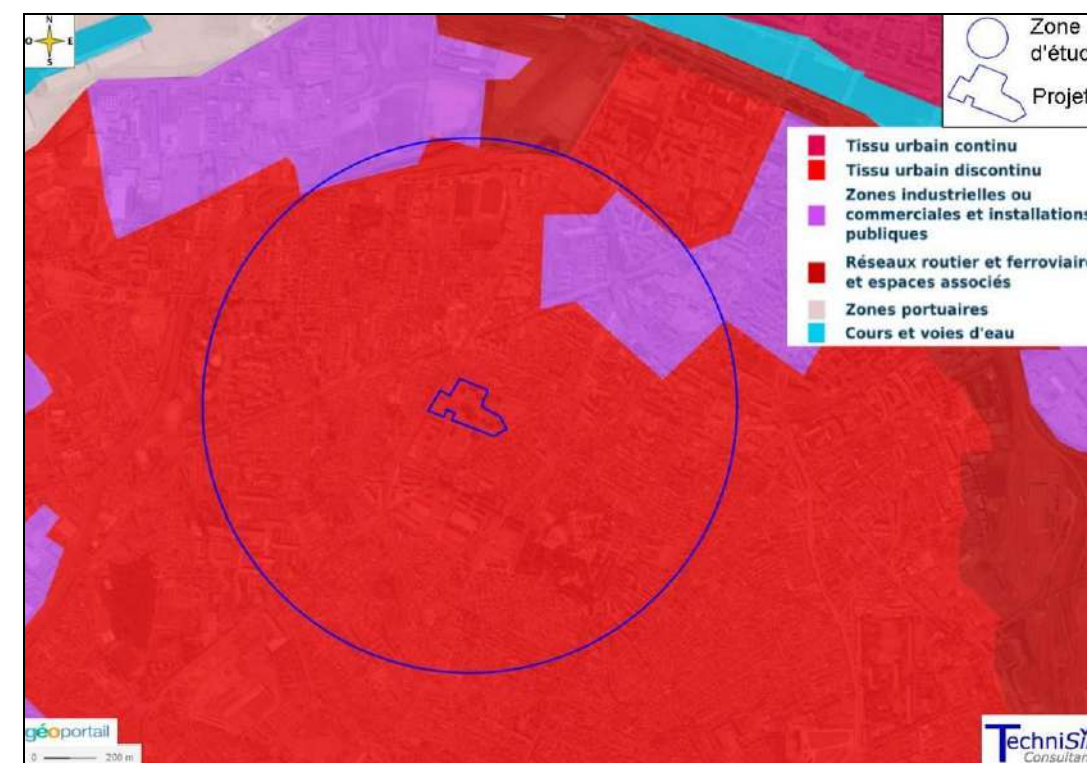 N
O E
S
Zone
d'étud
Projet
Tissu urbain continu
Tissu urbain discontinu
Zones industrielles ou
commerciales et installations
publiques
Réseaux routier et ferroviaire
et espaces associés
Zones portuaires
Cours et voies d'eau
géoportail
0 200 m
TechniSi
Consultan